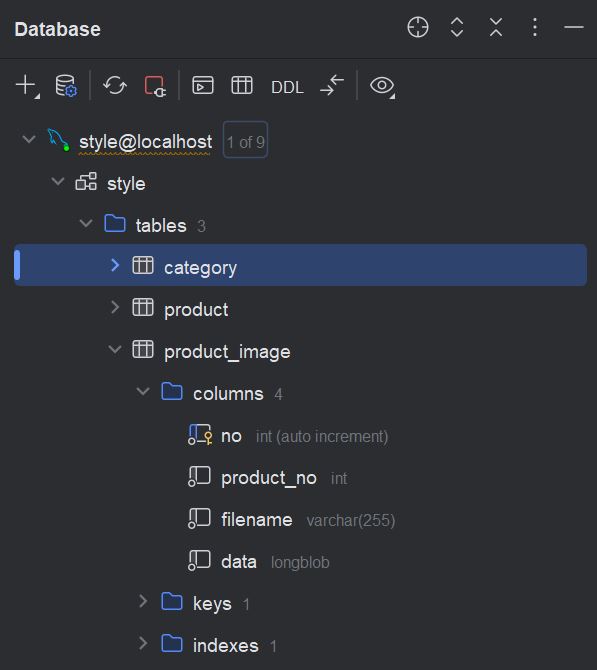 Database
DDL
style@localhost 1 of 9
style
tables 3
category
product
product_image
columns 4
no int (auto increment)
product_no int
filename varchar(255)
data longblob
keys 1
indexes 1